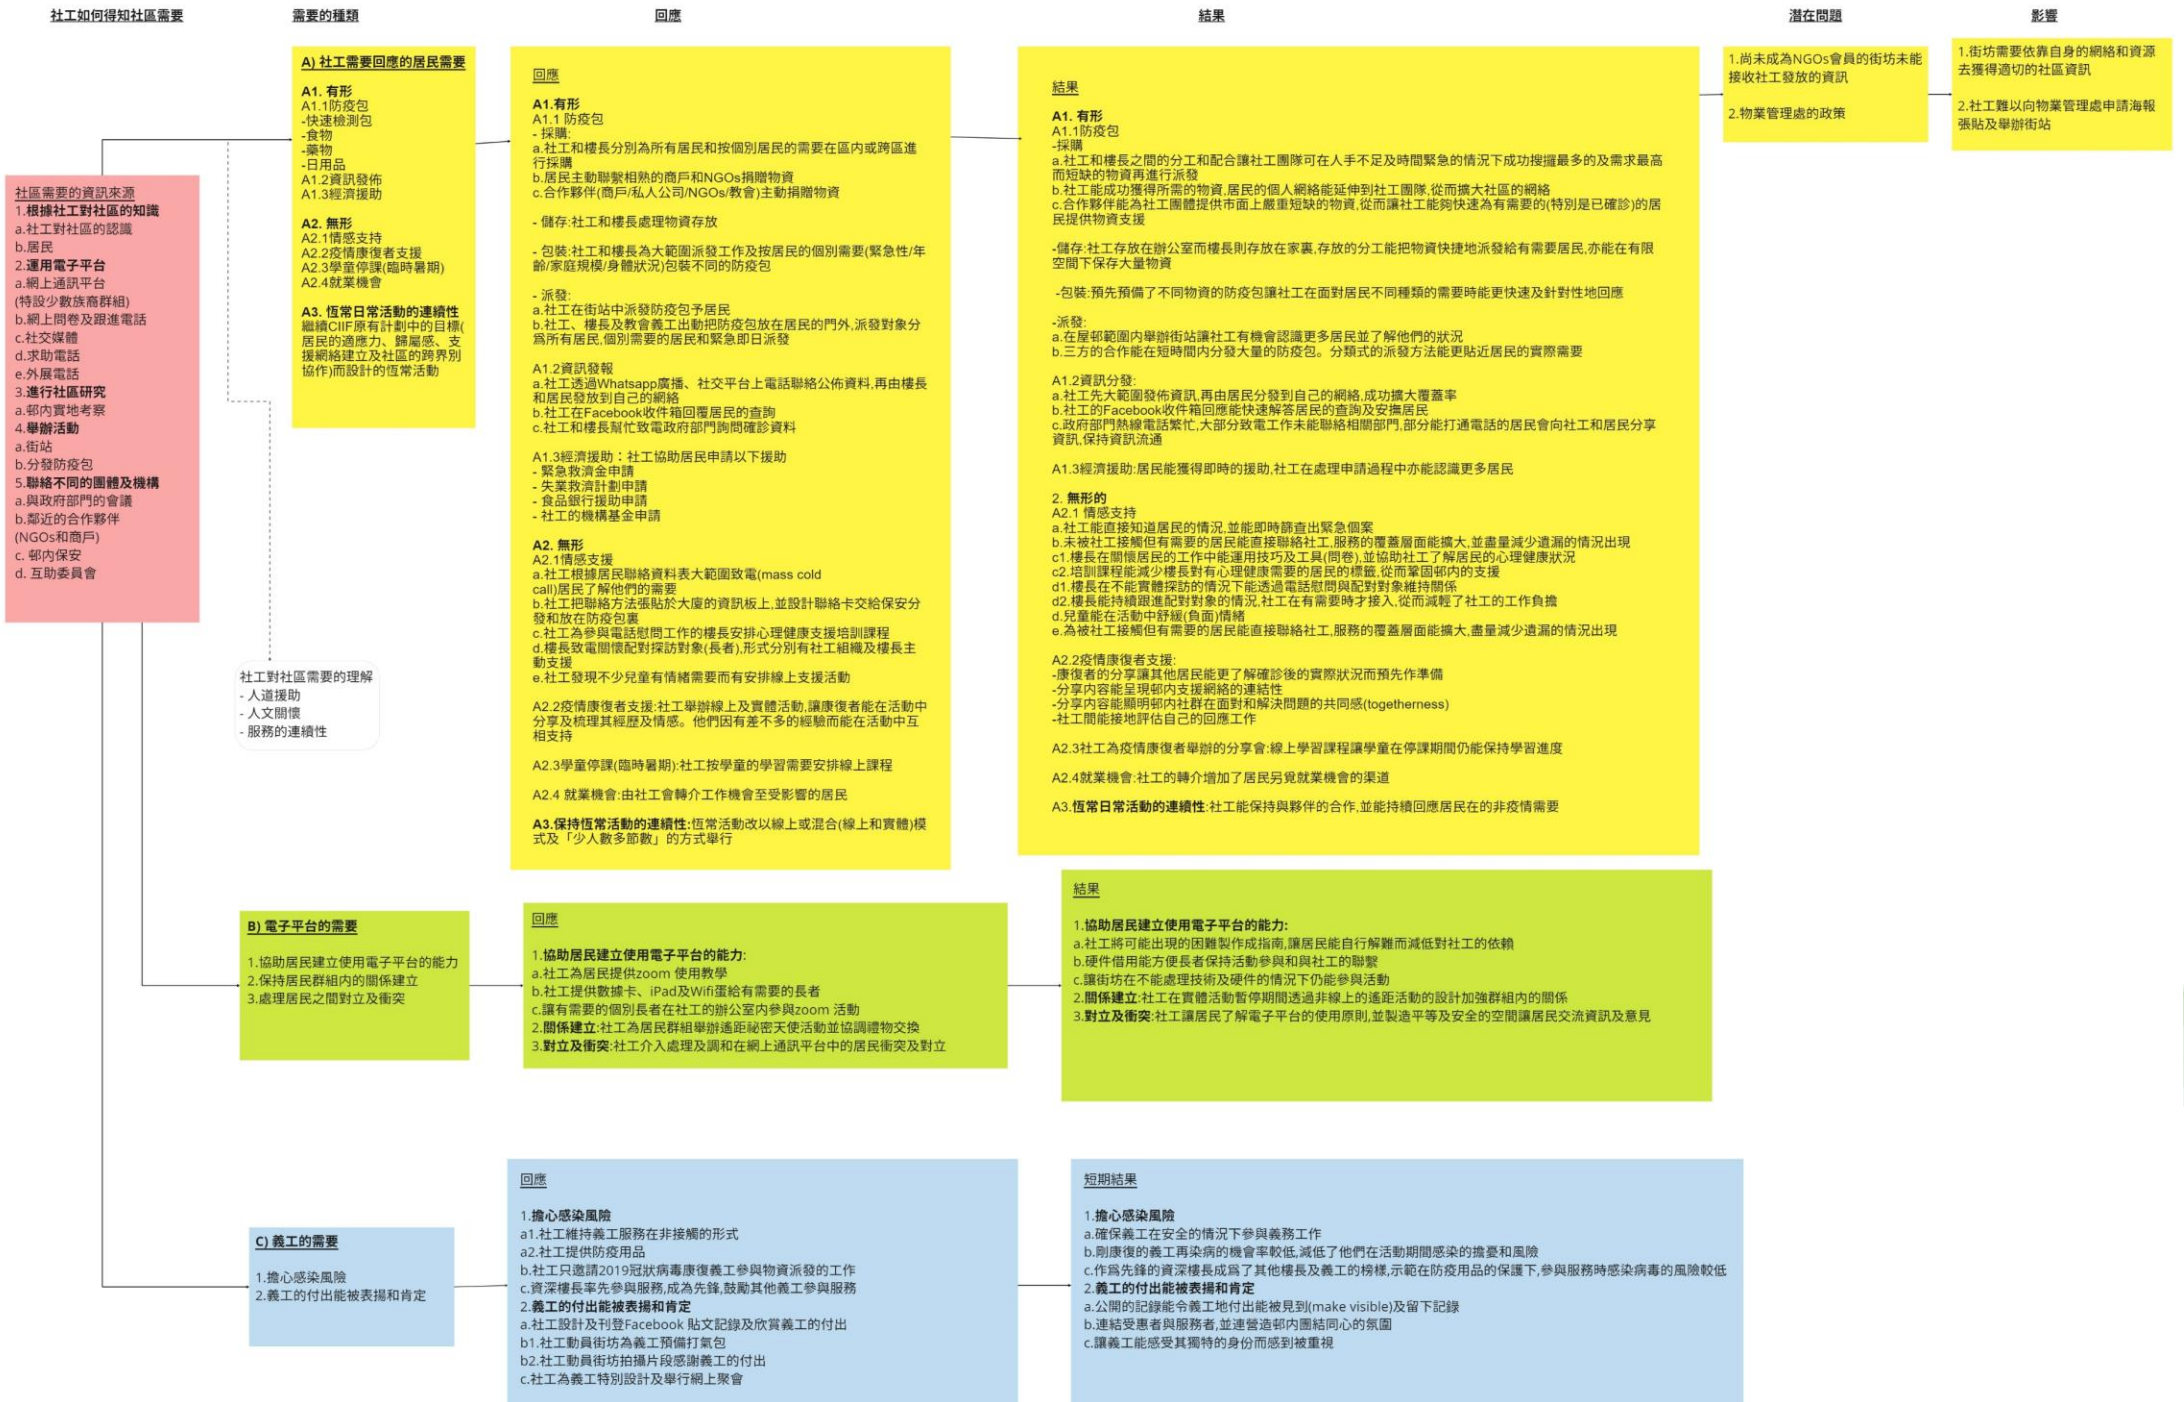 社工如何得知社區需要
需要的種類
回應
結果
潛在問題
影響
社區需要的資訊來源
1.根據社工對社區的知識
a.社工對社區的認識
b.居民
2.運用電子平台
a.網上通訊平台
(特設少數族裔群組)
b.網上問卷及跟進電話
c.社交媒體
d.求助電話
e.外展電話
3.進行社區研究
a.邨內實地考察
4.舉辦活動
a.街站
b.分發防疫包
5.聯絡不同的團體及機構
a.與政府部門的會議
b.鄰近的合作夥伴
(NGOs和商戶)
c. 邨內保安
d. 互助委員會
社工對社區需要的理解
- 人道援助
- 人文關懷
- 服務的連續性
A) 社工需要回應的居民需要
A1. 有形
A1.1防疫包
-快速檢測包
-食物
-藥物
-日用品
A1.2資訊發佈
A1.3經濟援助
A2. 無形
A2.1情感支持
A2.2疫情康復者支援
A2.3學童停課(臨時暑期)
A2.4就業機會
A3. 恆常日常活動的連續性
繼續CIIF原有計劃中的目標(
居民的適應力、歸屬感、支
援網絡建立及社區的跨界別
協作)而設計的恆常活動
回應
A1.有形
A1.1 防疫包
- 採購:
a.社工和樓長分別為所有居民和按個別居民的需要在區內或跨區進
行採購
b.居民主動聯繫相熟的商戶和NGOs捐贈物資
c.合作夥伴(商戶/私人公司/NGOs/教會)主動捐贈物資
- 儲存:社工和樓長處理物資存放
- 包裝:社工和樓長為大範圍派發工作及按居民的個別需要(緊急性/年
齡/家庭規模/身體狀況)包裝不同的防疫包
- 派發:
a.社工在街站中派發防疫包予居民
b.社工、樓長及教會義工出動把防疫包放在居民的門外,派發對象分
爲所有居民,個別需要的居民和緊急即日派發
A1.2資訊發報
a.社工透過Whatsapp廣播、社交平台上電話聯絡公佈資料,再由樓長
和居民發放到自己的網絡
b.社工在Facebook收件箱回覆居民的查詢
c.社工和樓長幫忙致電政府部門詢問確診資料
A1.3經濟援助：社工協助居民申請以下援助
- 緊急救濟金申請
- 失業救濟計劃申請
- 食品銀行援助申請
- 社工的機構基金申請
A2. 無形
A2.1情感支援
a.社工根據居民聯絡資料表大範圍致電(mass cold
call)居民了解他們的需要
b.社工把聯絡方法張貼於大廈的資訊板上,並設計聯絡卡交給保安分
發和放在防疫包裏
c.社工為參與電話慰問工作的樓長安排心理健康支援培訓課程
d.樓長致電關懷配對探訪對象(長者),形式分別有社工組織及樓長主
動支援
e.社工發現不少兒童有情緒需要而有安排線上支援活動
A2.2疫情康復者支援:社工舉辦線上及實體活動,讓康復者能在活動中
分享及梳理其經歷及情感。他們因有差不多的經驗而能在活動中互
相支持
A2.3學童停課(臨時暑期):社工按學童的學習需要安排線上課程
A2.4 就業機會:由社工會轉介工作機會至受影響的居民
A3.保持恆常活動的連續性:恆常活動改以線上或混合(線上和實體)模
式及「少人數多節數」的方式舉行
結果
A1. 有形
A1.1防疫包
-採購
a.社工和樓長之間的分工和配合讓社工團隊可在人手不足及時間緊急的情況下成功搜羅最多的及需求最高
而短缺的物資再進行派發
b.社工能成功獲得所需的物資,居民的個人網絡能延伸到社工團隊,從而擴大社區的網絡
c.合作夥伴能為社工團體提供市面上嚴重短缺的物資,從而讓社工能夠快速為有需要的(特別是已確診)的居
民提供物資支援
-儲存:社工存放在辦公室而樓長則存放在家裏,存放的分工能把物資快捷地派發給有需要居民,亦能在有限
空間下保存大量物資
-包裝:預先預備了不同物資的防疫包讓社工在面對居民不同種類的需要時能更快速及針對性地回應
-派發:
a.在屋邨範圍内舉辦街站讓社工有機會認識更多居民並了解他們的狀況
b.三方的合作能在短時間内分發大量的防疫包。分類式的派發方法能更貼近居民的實際需要
A1.2資訊分發:
a.社工先大範圍發佈資訊,再由居民分發到自己的網絡,成功擴大覆蓋率
b.社工的Facebook收件箱回應能快速解答居民的查詢及安撫居民
c.政府部門熱線電話繁忙,大部分致電工作未能聯絡相關部門,部分能打通電話的居民會向社工和居民分享
資訊,保持資訊流通
A1.3經濟援助:居民能獲得即時的援助,社工在處理申請過程中亦能認識更多居民
2. 無形的
A2.1 情感支持
a.社工能直接知道居民的情況,並能即時篩查出緊急個案
b.未被社工接觸但有需要的居民能直接聯絡社工,服務的覆蓋層面能擴大,並盡量減少遺漏的情況出現
c1.樓長在關懷居民的工作中能運用技巧及工具(問卷),並協助社工了解居民的心理健康狀況
c2.培訓課程能減少樓長對有心理健康需要的居民的標籤,從而鞏固邨内的支援
d1.樓長在不能實體探訪的情況下能透過電話慰問與配對對象維持關係
d2.樓長能持續跟進配對對象的情況,社工在有需要時才接入,從而減輕了社工的工作負擔
d.兒童能在活動中舒緩(負面)情緒
e.為被社工接觸但有需要的居民能直接聯絡社工,服務的覆蓋層面能擴大,盡量減少遺漏的情況出現
A2.2疫情康復者支援:
-康復者的分享讓其他居民能更了解確診後的實際狀況而預先作準備
-分享内容能呈現邨内支援網絡的連結性
-分享内容能顯明邨内社群在面對和解決問題的共同感(togetherness)
-社工間能接地評估自己的回應工作
A2.3社工為疫情康復者舉辦的分享會:線上學習課程讓學童在停課期間仍能保持學習進度
A2.4就業機會:社工的轉介增加了居民另覓就業機會的渠道
A3.恆常日常活動的連續性:社工能保持與夥伴的合作,並能持續回應居民在的非疫情需要
1.尚未成為NGOs會員的街坊未能
接收社工發放的資訊
2.物業管理處的政策
1.街坊需要依靠自身的網絡和資源
去獲得適切的社區資訊
2.社工難以向物業管理處申請海報
張貼及舉辦街站
B) 電子平台的需要
1.協助居民建立使用電子平台的能力
2.保持居民群組内的關係建立
3.處理居民之間對立及衝突
回應
1.協助居民建立使用電子平台的能力:
a.社工為居民提供zoom 使用教學
b.社工提供數據卡、iPad及Wifi蛋給有需要的長者
c.讓有需要的個別長者在社工的辦公室内參與zoom 活動
2.關係建立:社工為居民群組舉辦遙距祕密天使活動並協調禮物交換
3.對立及衝突:社工介入處理及調和在網上通訊平台中的居民衝突及對立
結果
1.協助居民建立使用電子平台的能力:
a.社工將可能出現的困難製作成指南,讓居民能自行解難而減低對社工的依賴
b.硬件借用能方便長者保持活動參與和與社工的聯繫
c.讓街坊在不能處理技術及硬件的情況下仍能參與活動
2.關係建立:社工在實體活動暫停期間透過非線上的遙距活動的設計加強群組内的關係
3.對立及衝突:社工讓居民了解電子平台的使用原則,並製造平等及安全的空間讓居民交流資訊及意見
C) 義工的需要
1.擔心感染風險
2.義工的付出能被表揚和肯定
回應
1.擔心感染風險
a1.社工維持義工服務在非接觸的形式
a2.社工提供防疫用品
b.社工只邀請2019冠狀病毒康復義工參與物資派發的工作
c.資深樓長率先參與服務,成為先鋒,鼓勵其他義工參與服務
2.義工的付出能被表揚和肯定
a.社工設計及刊登Facebook 貼文記錄及欣賞義工的付出
b1.社工動員街坊為義工預備打氣包
b2.社工動員街坊拍攝片段感謝義工的付出
c.社工為義工特別設計及舉行網上聚會
短期結果
1.擔心感染風險
a.確保義工在安全的情況下參與義務工作
b.剛康復的義工再染病的機會率較低,減低了他們在活動期間感染的擔憂和風險
c.作爲先鋒的資深樓長成爲了其他樓長及義工的榜樣,示範在防疫用品的保護下,參與服務時感染病毒的風險較低
2.義工的付出能被表揚和肯定
a.公開的記錄能令義工地付出能被見到(make visible)及留下記錄
b.連結受惠者與服務者,並連營造邨内團結同心的氛圍
c.讓義工能感受其獨特的身份而感到被重視